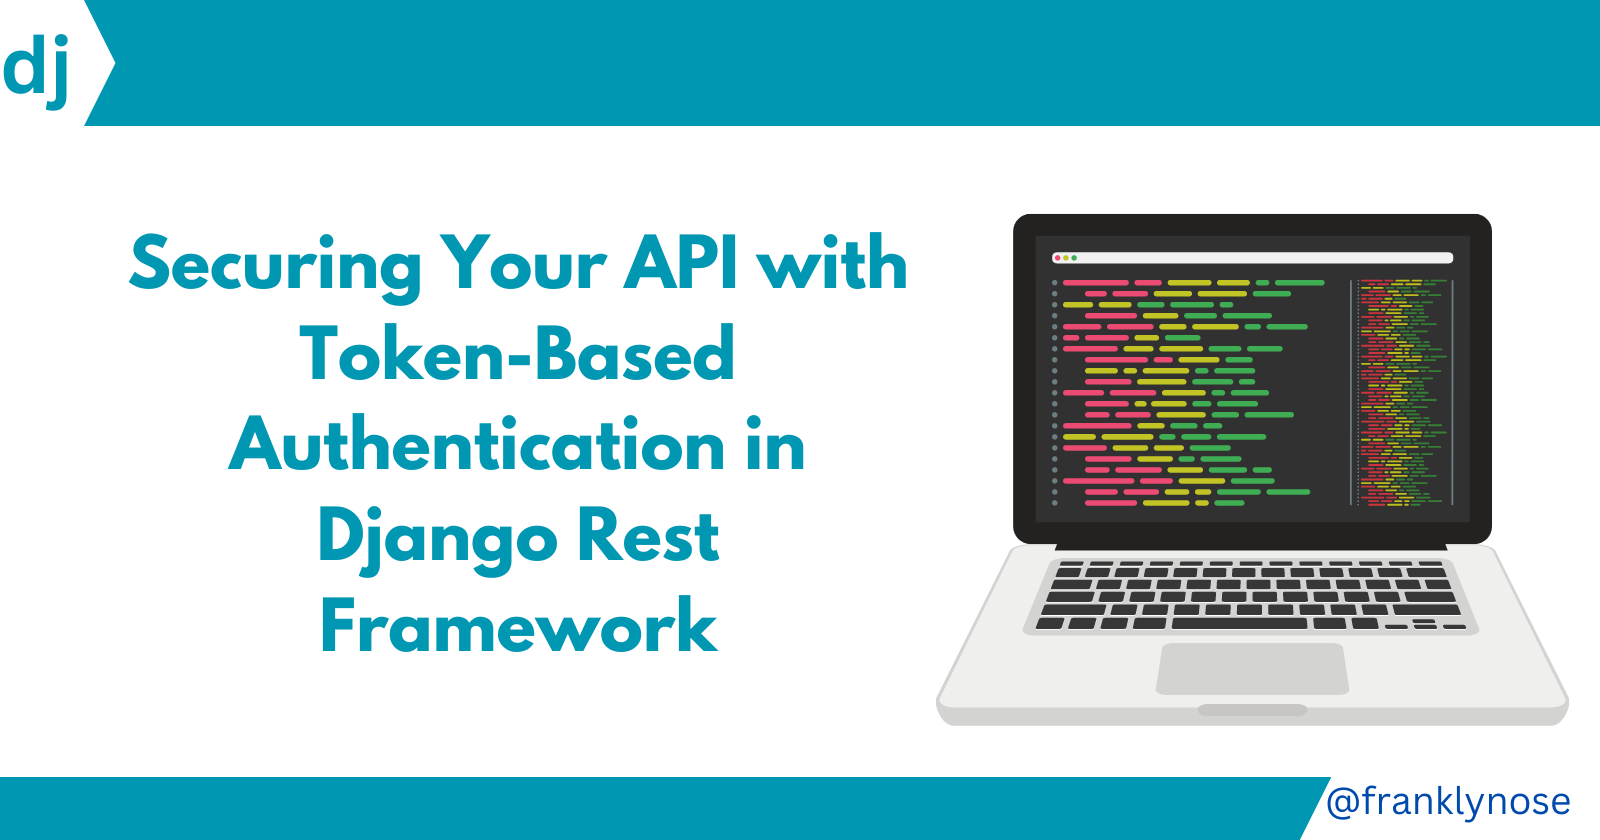 dj
Securing Your API with
Token-Based
Authentication in
Django Rest
Framework
@franklynose